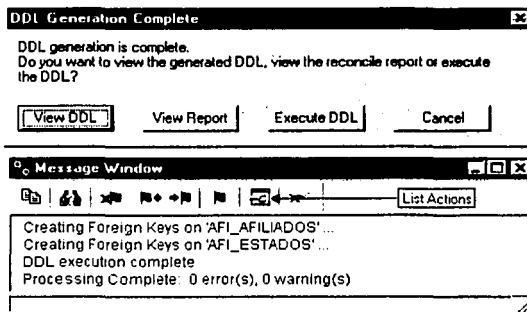 DDL Generation Complete
DDL generation is complete.
Do you want to view the generated DDL, view the reconcile report or execute
the DDL?
View DDL View Report Execute DDL Cancel
Message Window
List Actions
Creating Foreign Keys on 'AFI_AFILIADOS' ...
Creating Foreign Keys on 'AFI_ESTADOS' ...
DDL execution complete
Processing Complete: 0 error(s), 0 warning(s)